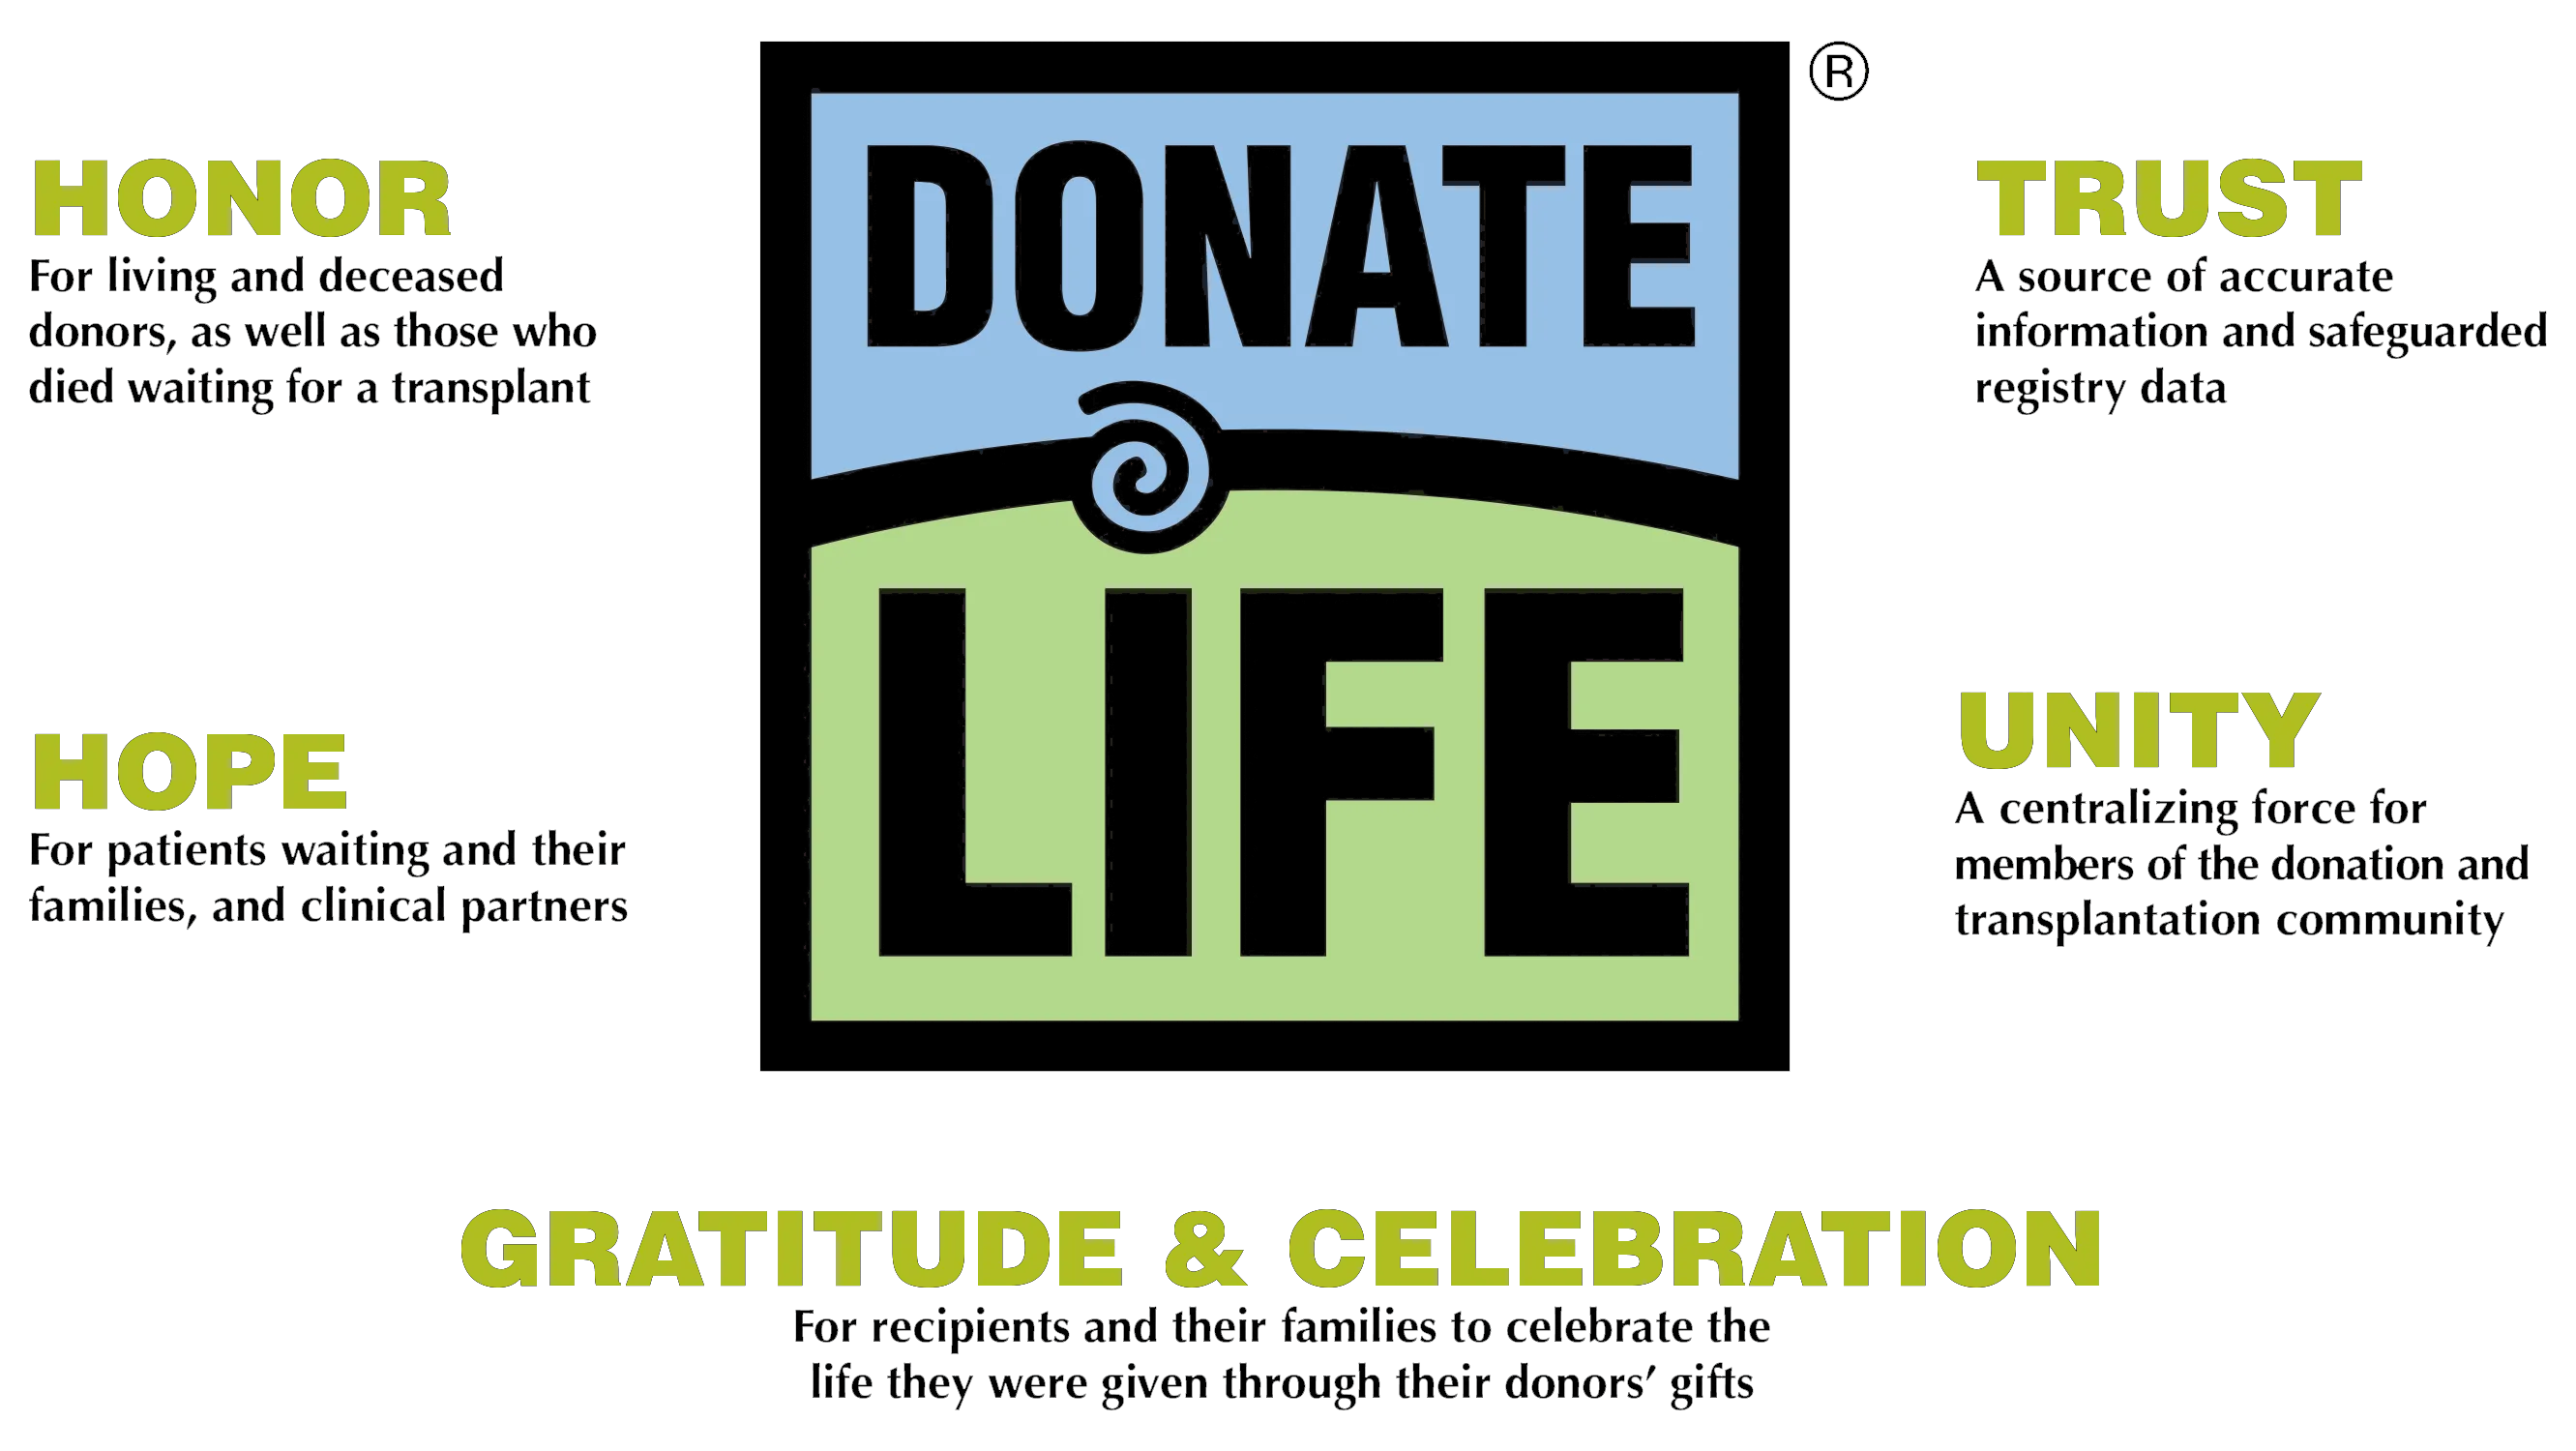 HONOR
For living and deceased
donors, as well as those who
died waiting for a transplant
HOPE
For patients waiting and their
families, and clinical partners
DONATE
LIFE
®
TRUST
A source of accurate
information and safeguarded
registry data
UNITY
A centralizing force for
members of the donation and
transplantation community
GRATITUDE & CELEBRATION
For recipients and their families to celebrate the
life they were given through their donors’ gifts